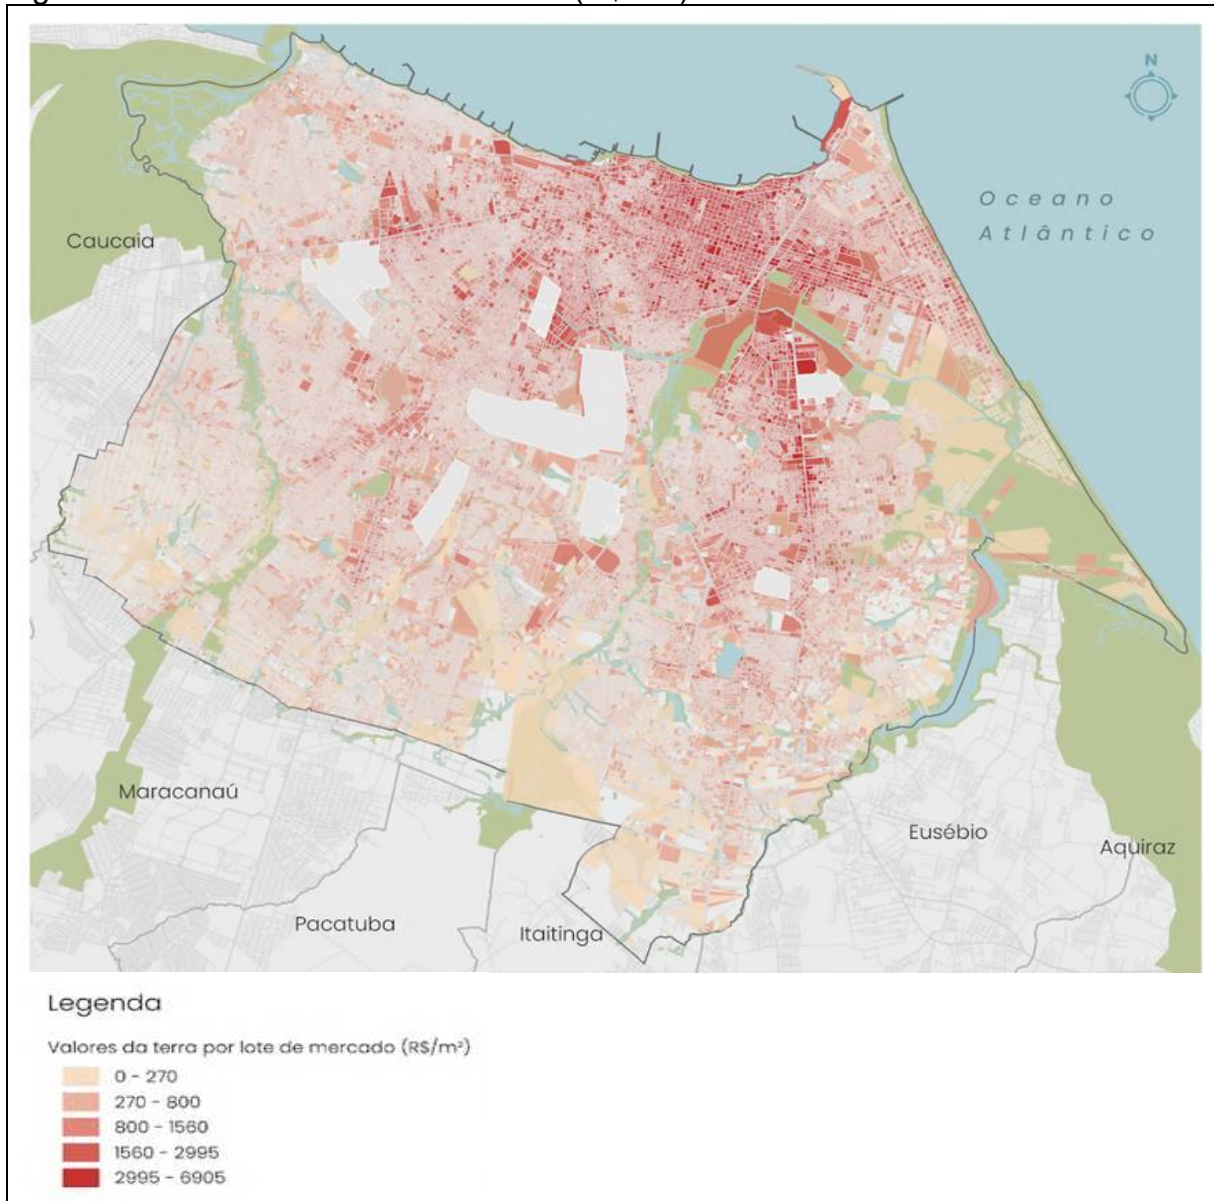 N
Oceano
Atlântico
Caucaia
Maracanaú
Eusébio
Aquiraz
Pacatuba
Itaitinga
Legenda
Valores da terra por lote de mercado (R$/m²)
0 - 270
270 - 800
800 - 1560
1560 - 2995
2995 - 6905